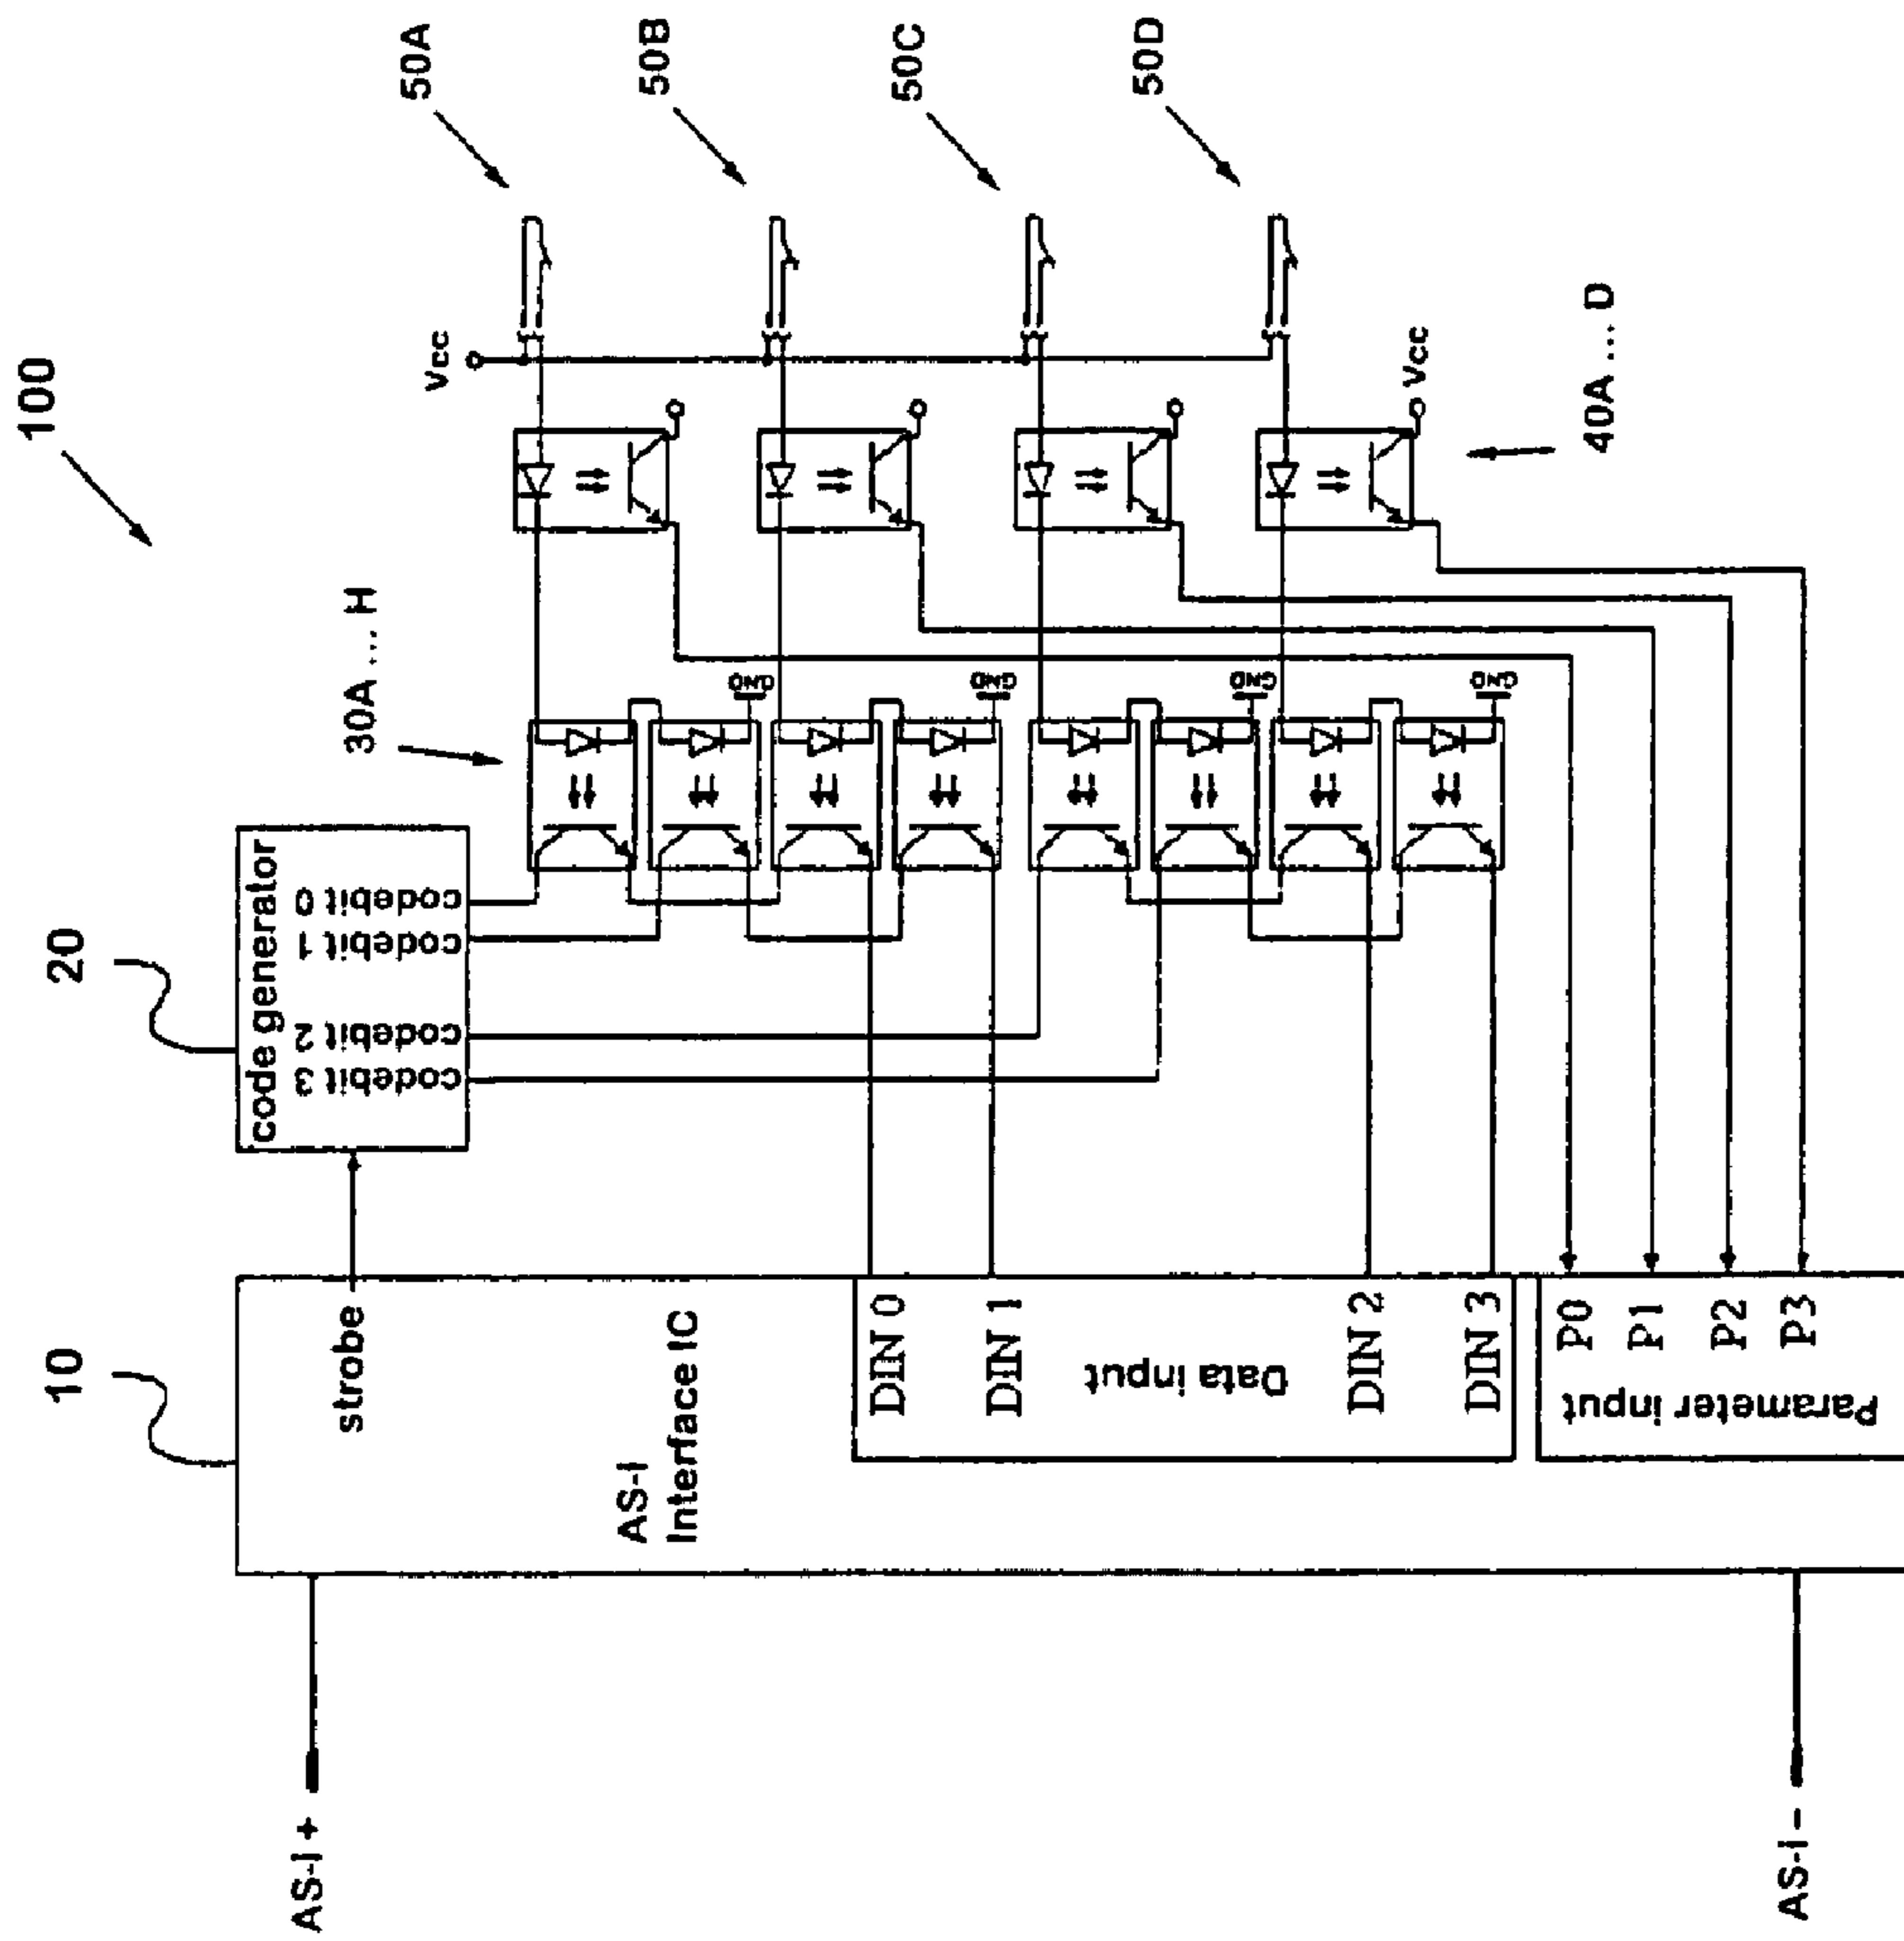 100
50A
50B
50C
50D
Vcc
Vcc
40A ... D
30A ... H
GND
GND
GND
GND
20
code generator
codebit 0
codebit 1
codebit 2
codebit 3
10
strobe
AS-I
Interface IC
DIN 0
DIN 1
Data input
DIN 2
DIN 3
P0
P1
P2
P3
Parameter input
AS-i +
AS-i -